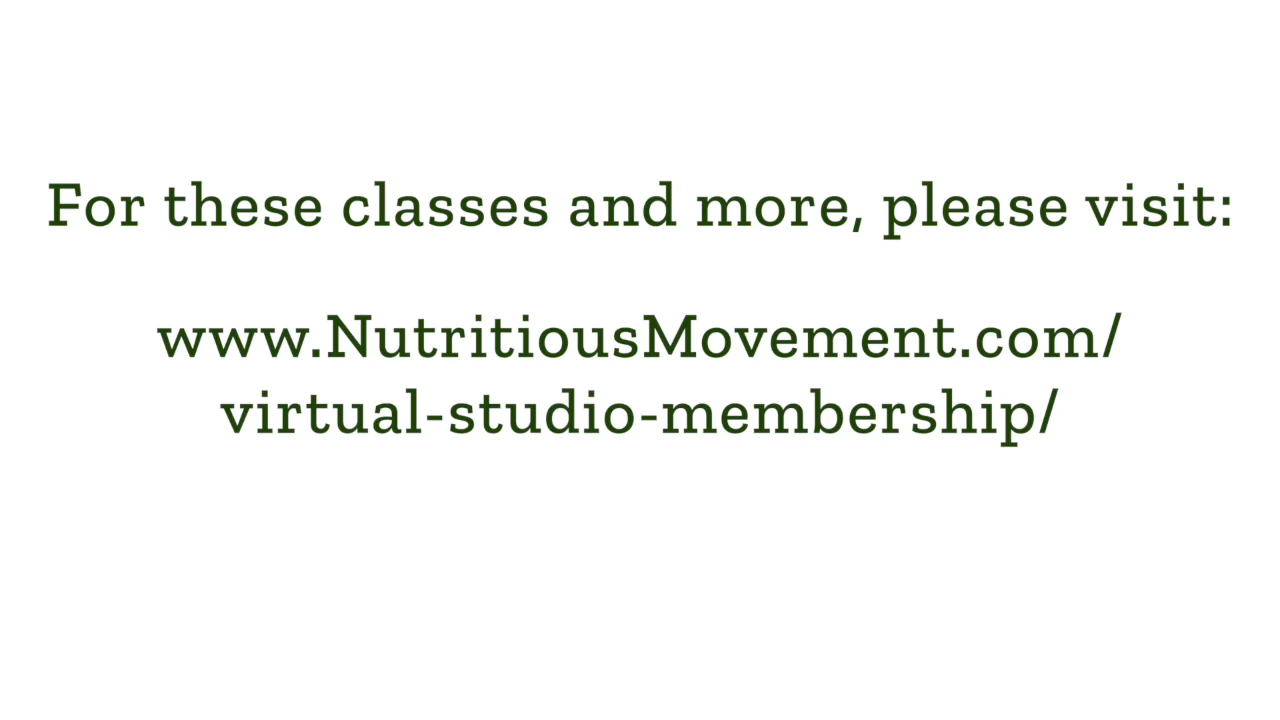 For these classes and more, please visit:
www.NutritiousMovement.com/
virtual-studio-membership/